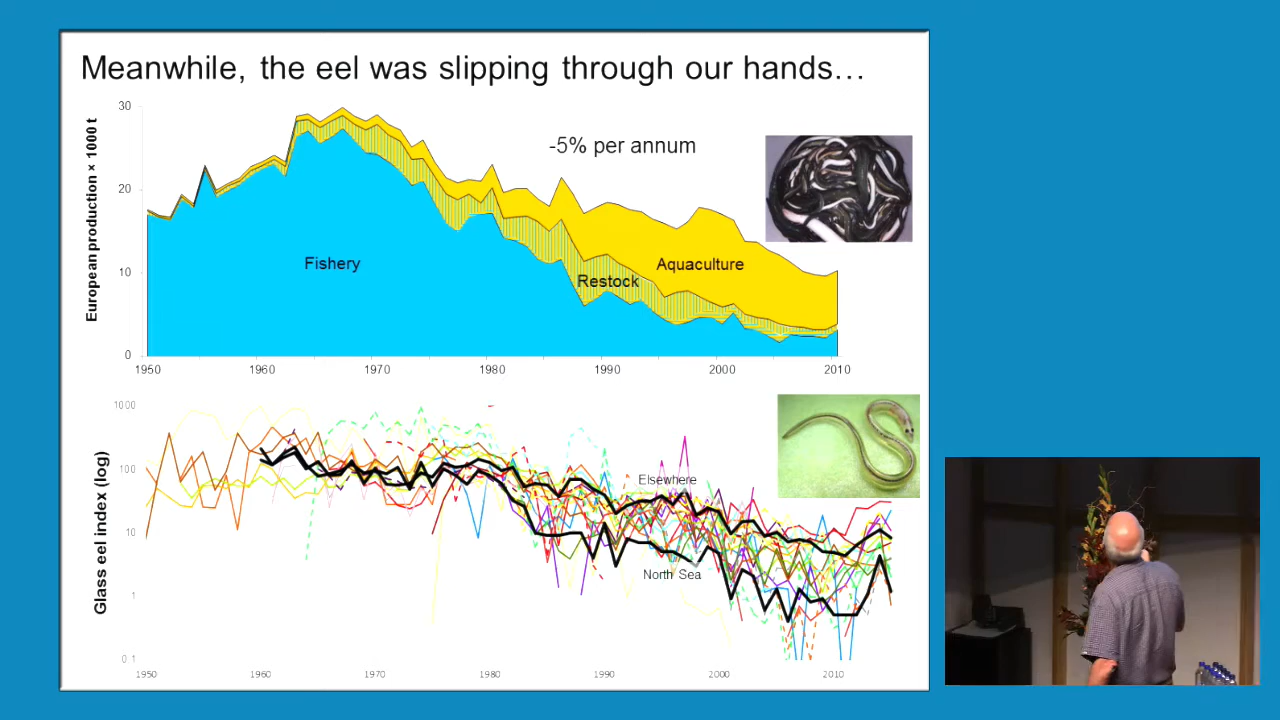 Meanwhile, the eel was slipping through our hands…
European production × 1000 t
30
20
10
0
-5% per annum
Fishery
Restock
Aquaculture
1950 1960 1970 1980 1990 2000 2010
Glass eel index (log)
1000
100
10
1
0.1
Elsewhere
North Sea
1950 1960 1970 1980 1990 2000 2010